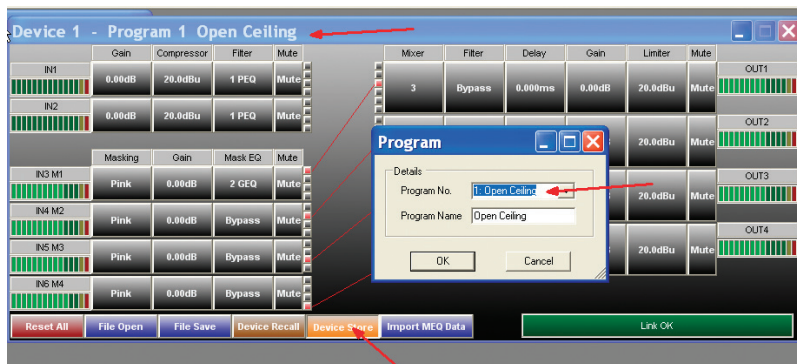 Device 1 - Program 1 Open Ceiling
Gain Compressor Filter Mute Mixer Filter Delay Gain Limiter Mute
IN1 0.00dB 20.0dBu 1 PEQ Mute 3 Bypass 0.000ms 0.00dB 20.0dBu Mute OUT1
IN2 0.00dB 20.0dBu 1 PEQ Mute 20.0dBu Mute OUT2
Masking Gain Mask EQ Mute
IN3 M1 Pink 0.00dB 2 GEQ Mute 20.0dBu Mute OUT3
IN4 M2 Pink 0.00dB Bypass Mute
IN5 M3 Pink 0.00dB Bypass Mute 20.0dBu Mute OUT4
IN6 M4 Pink 0.00dB Bypass Mute
Program
Details
Program No. 1: Open Ceiling
Program Name Open Ceiling
OK Cancel
Reset All File Open File Save Device Recall Device Store Import MEQ Data Link OK